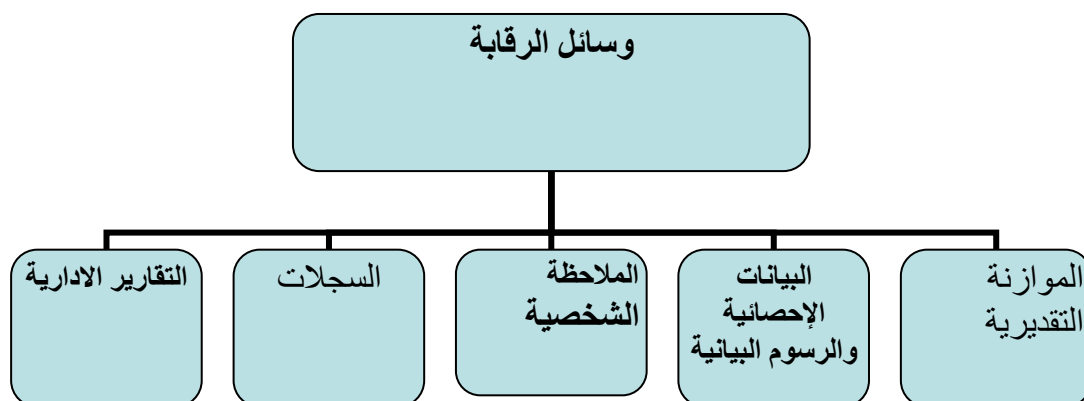 وسائل الرقابة
الموازنة
التقديرية
البيانات
الإحصائية
والرسوم البيانية
الملاحظة
الشخصية
السجلات
التقارير الادارية